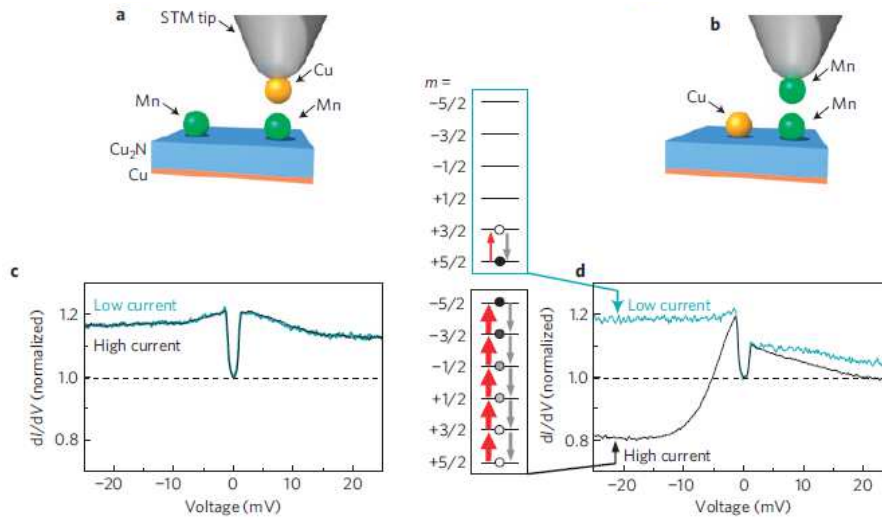 a
STM tip
Cu
Mn
Mn
Cu₂N
Cu
b
Mn
Cu
Mn
m =
−5/2
−3/2
−1/2
+1/2
+3/2
+5/2
−5/2
−3/2
−1/2
+1/2
+3/2
+5/2
c
Low current
High current
1.2
1.0
0.8
dI/dV (normalized)
−20 −10 0 10 20
Voltage (mV)
d
Low current
High current
1.2
1.0
0.8
dI/dV (normalized)
−20 −10 0 10 20
Voltage (mV)